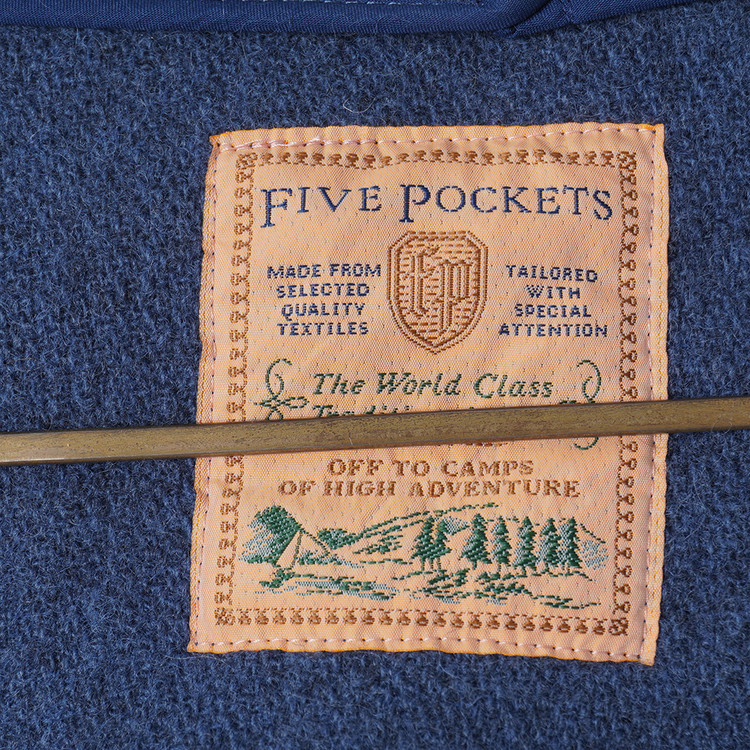 FIVE POCKETS
FP
MADE FROM
SELECTED
QUALITY
TEXTILES
TAILORED
WITH
SPECIAL
ATTENTION
The World Class
OFF TO CAMPS
OF HIGH ADVENTURE